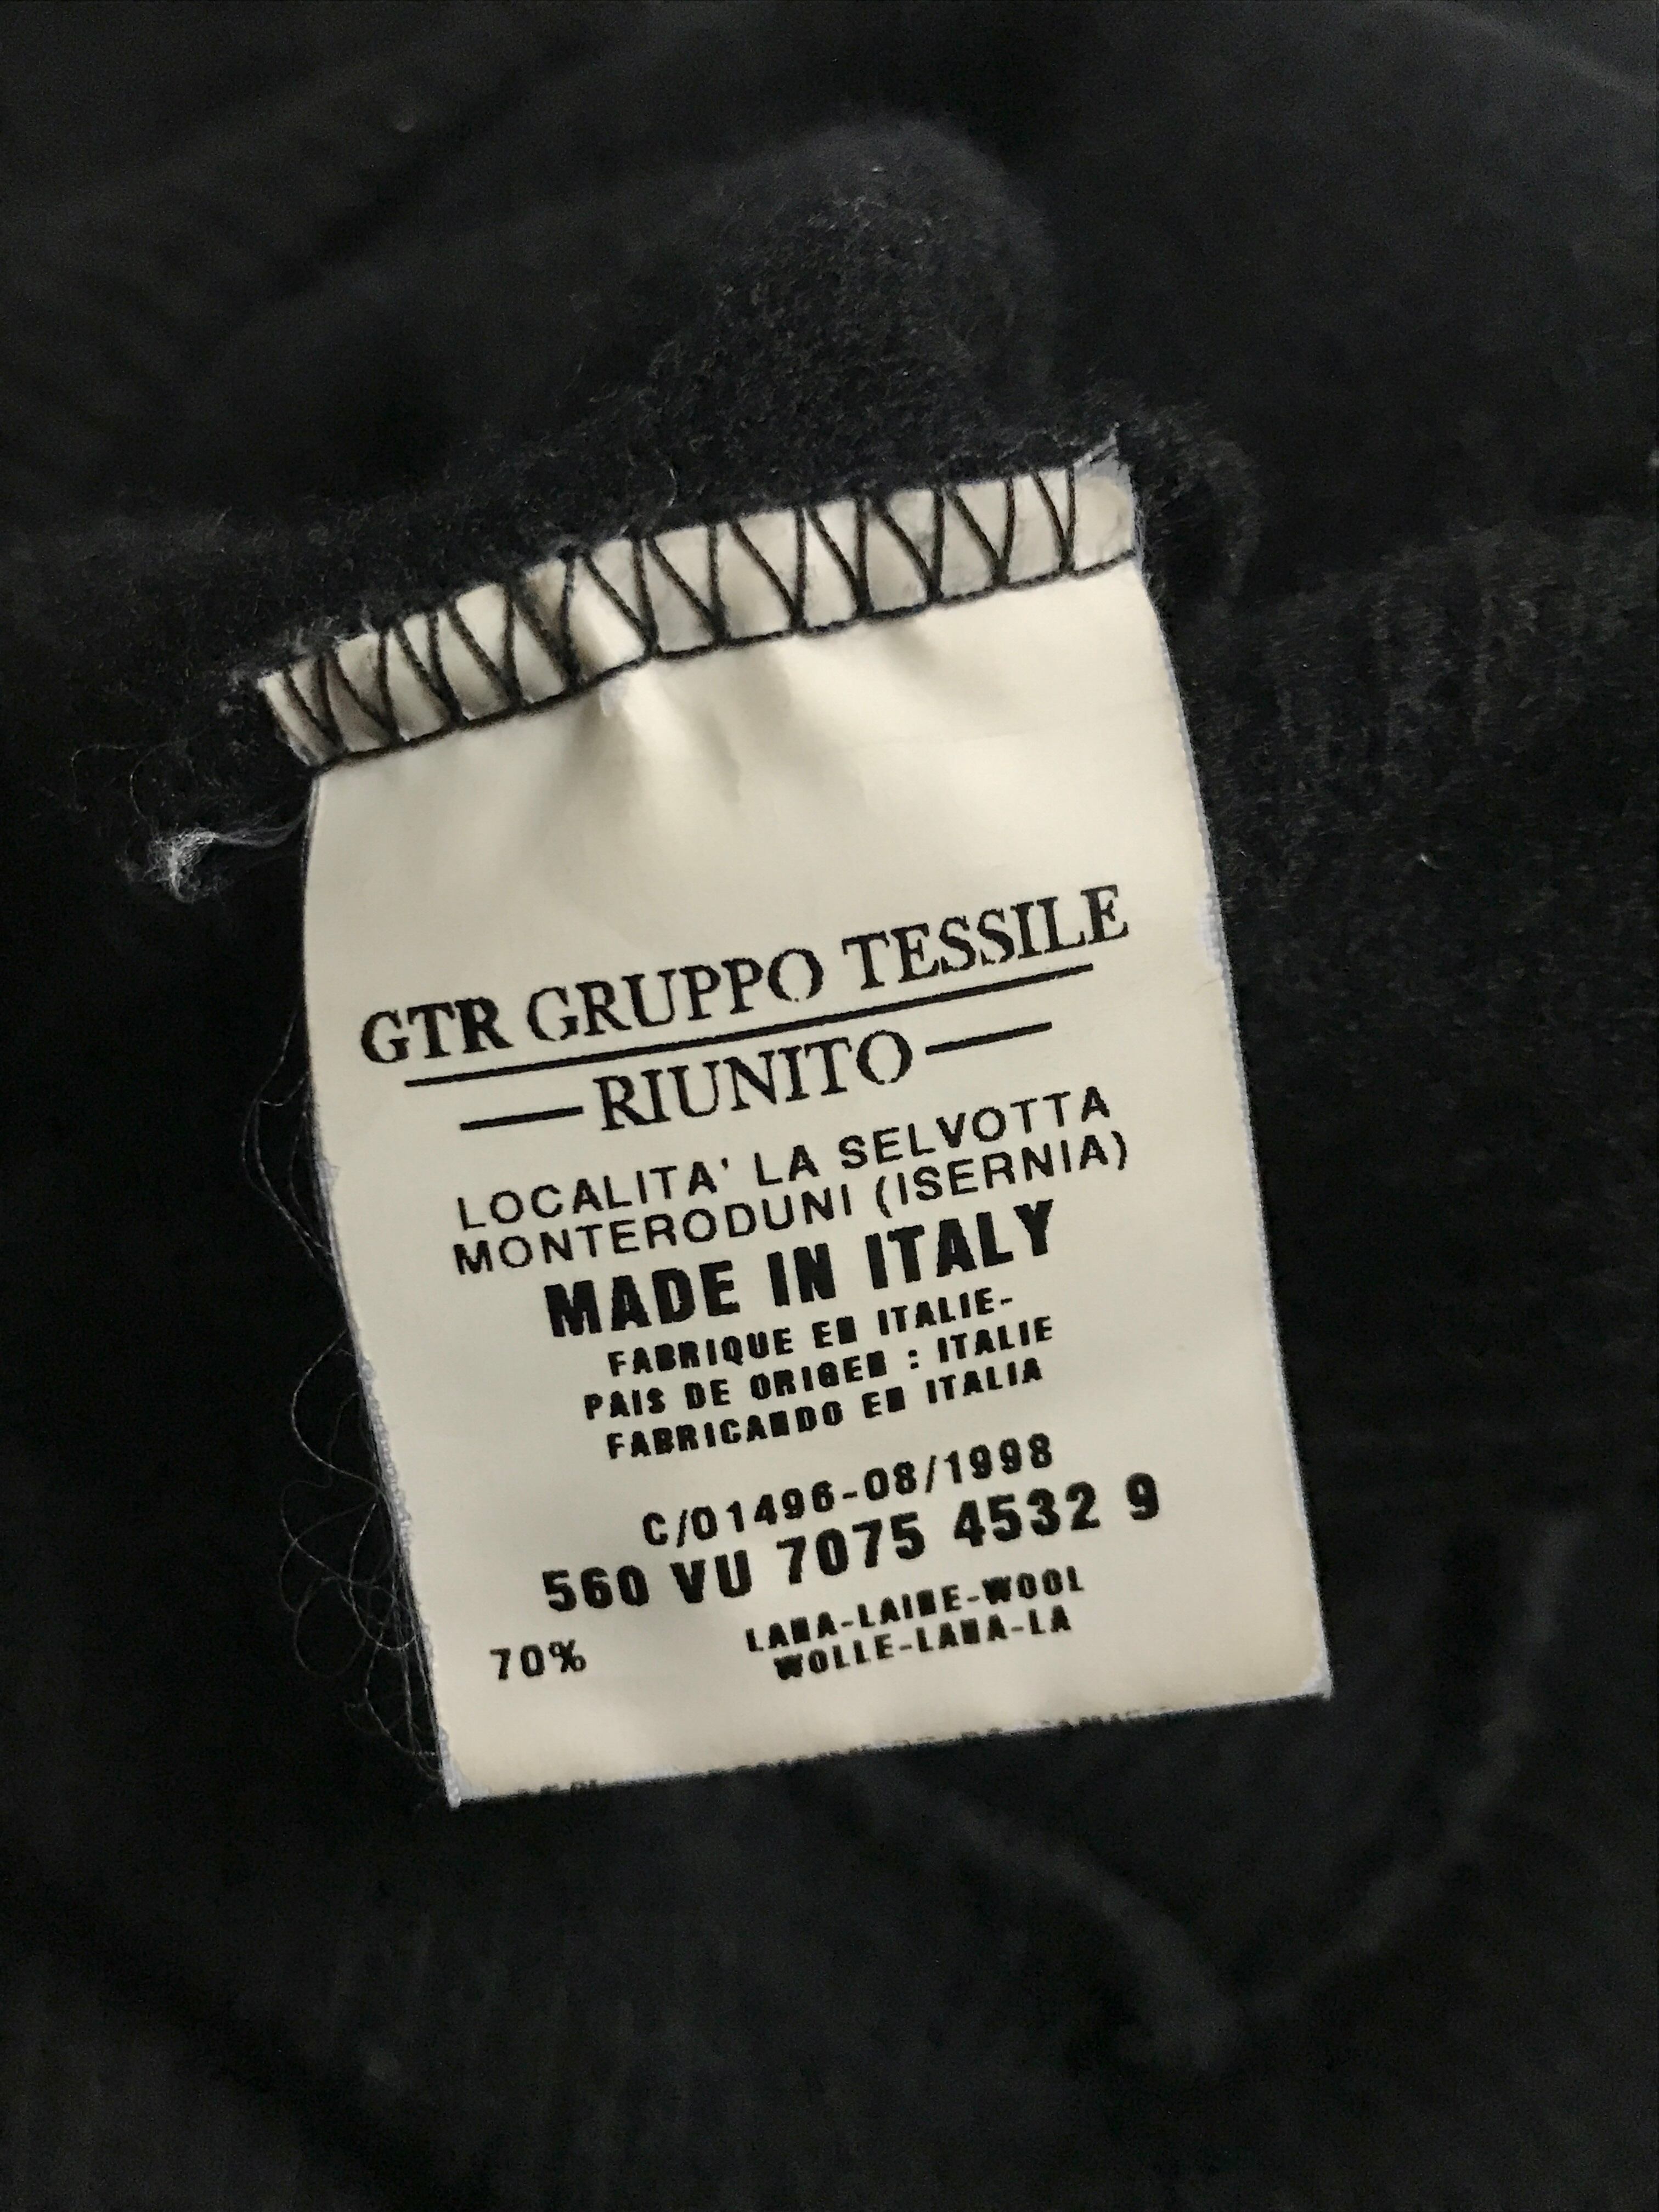 GTR GRUPPO TESSILE
RIUNITO
LOCALITA' LA SELVOTTA
MONTERODUNI (ISERNIA)
MADE IN ITALY
FABRIQUE EN ITALIE-
PAIS DE ORIGEN : ITALIE
FABRICANDO EN ITALIA
C/01496-08/1998
560 VU 7075 4532 9
LANA-LAINE-WOOL
70% WOLLE-LANA-LA